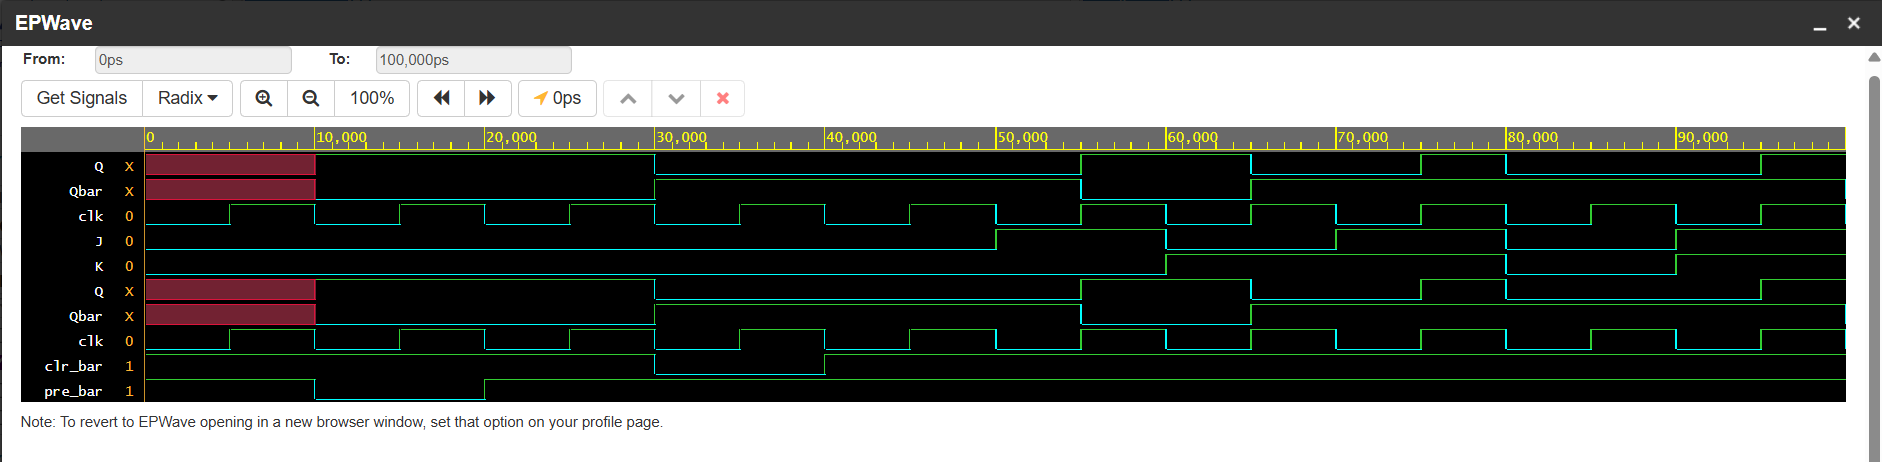 EPWave
From: 0ps To: 100,000ps
Get Signals Radix 100% 0ps
0 10,000 20,000 30,000 40,000 50,000 60,000 70,000 80,000 90,000
Q X
Qbar X
clk 0
J 0
K 0
Q X
Qbar X
clk 0
clr_bar 1
pre_bar 1
Note: To revert to EPWave opening in a new browser window, set that option on your profile page.